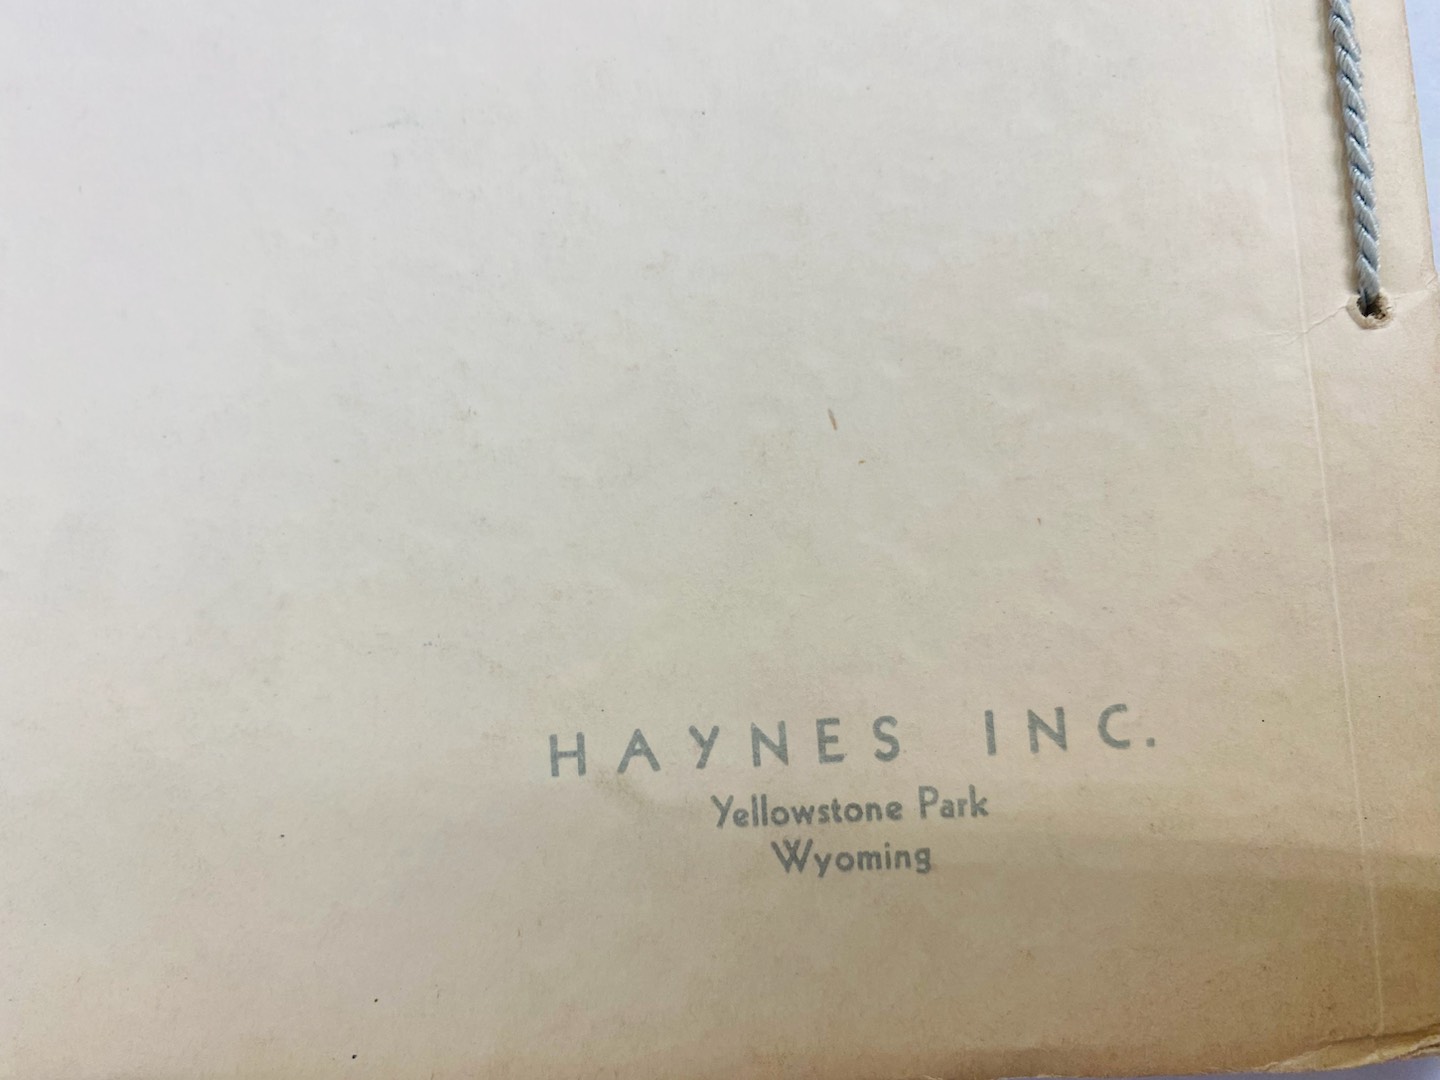 HAYNES INC.
Yellowstone Park
Wyoming